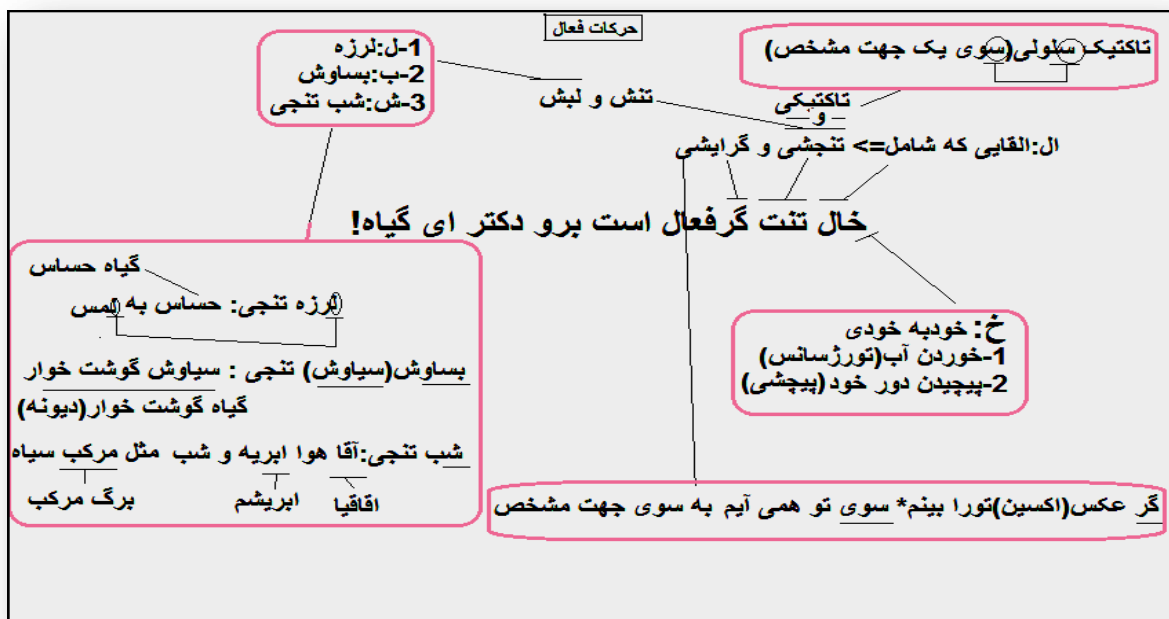 حرکات فعال
تاکتیک سلولی(سوی یک جهت مشخص)
1-ل:لرزه
2-ب:بساوش
3-ش:شب تنجی
تنش و لبش
تاکتیکی
و
ال:القایی که شامل=> تنجشی و گرایشی
خال تنت گرفعال است برو دکتر ای گیاه!
گیاه حساس
لرزه تنجی: حساس به لمس
بساوش(سیاوش) تنجی : سیاوش گوشت خوار
گیاه گوشت خوار(دیونه)
شب تنجی:آقا هوا ابریه و شب مثل مرکب سیاه
اقاقیا
ابریشم
برگ مرکب
خ: خودبه خودی
1-خوردن آب(تورژسانس)
2-پیچیدن دور خود(پیچشی)
گر عکس(اکسین)تورا بینم* سوی تو همی آیم به سوی جهت مشخص